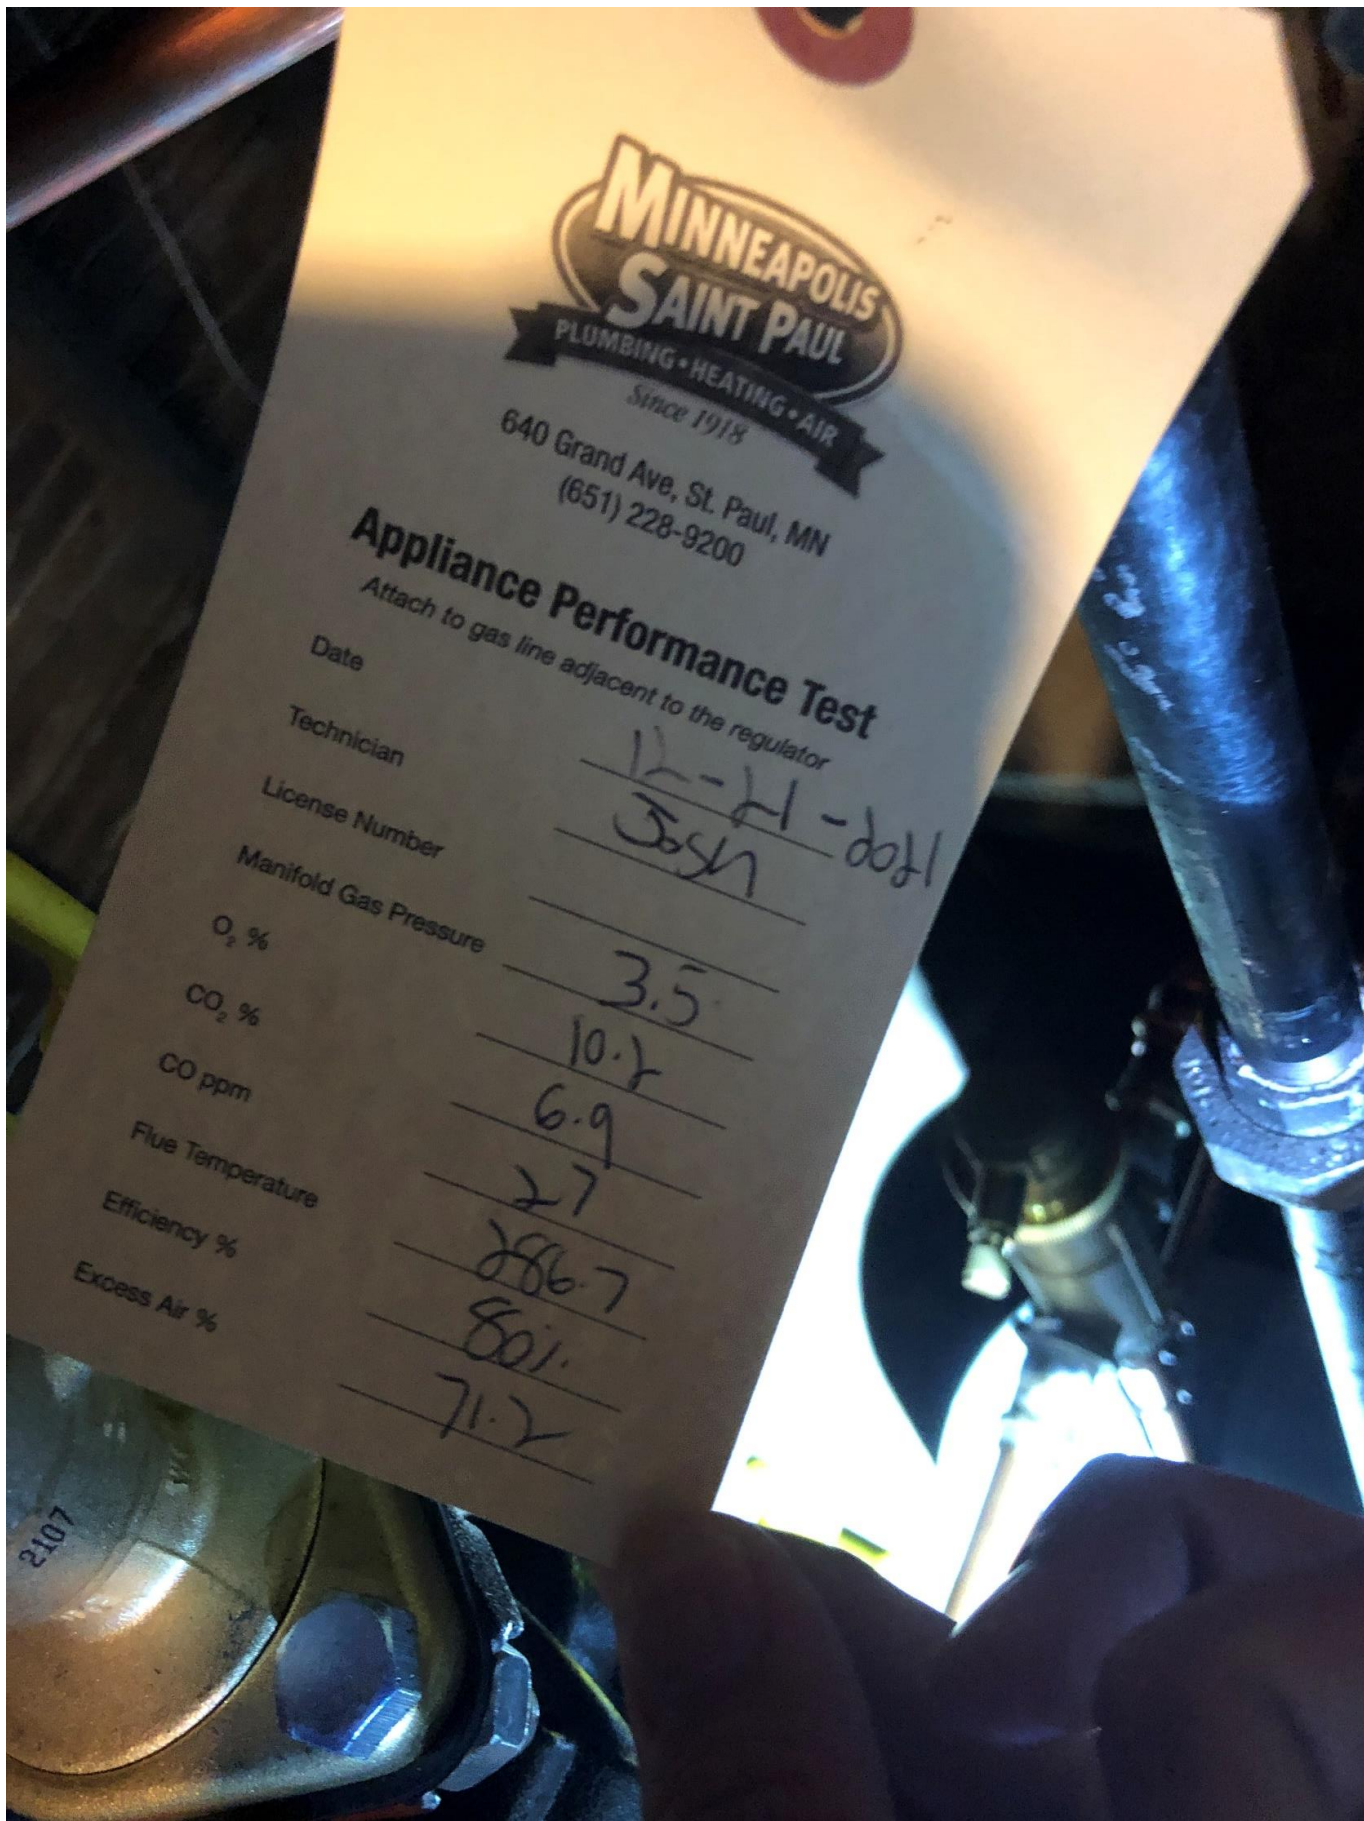 MINNEAPOLIS
SAINT PAUL
PLUMBING • HEATING • AIR
Since 1918
640 Grand Ave, St. Paul, MN
(651) 228-9200
Appliance Performance Test
Attach to gas line adjacent to the regulator
Date 12-21-2021
Technician Josh
License Number
Manifold Gas Pressure 3.5
O₂ % 10.2
CO₂ % 6.9
CO ppm 27
Flue Temperature 286.7
Efficiency % 80%
Excess Air % 71.2
2107